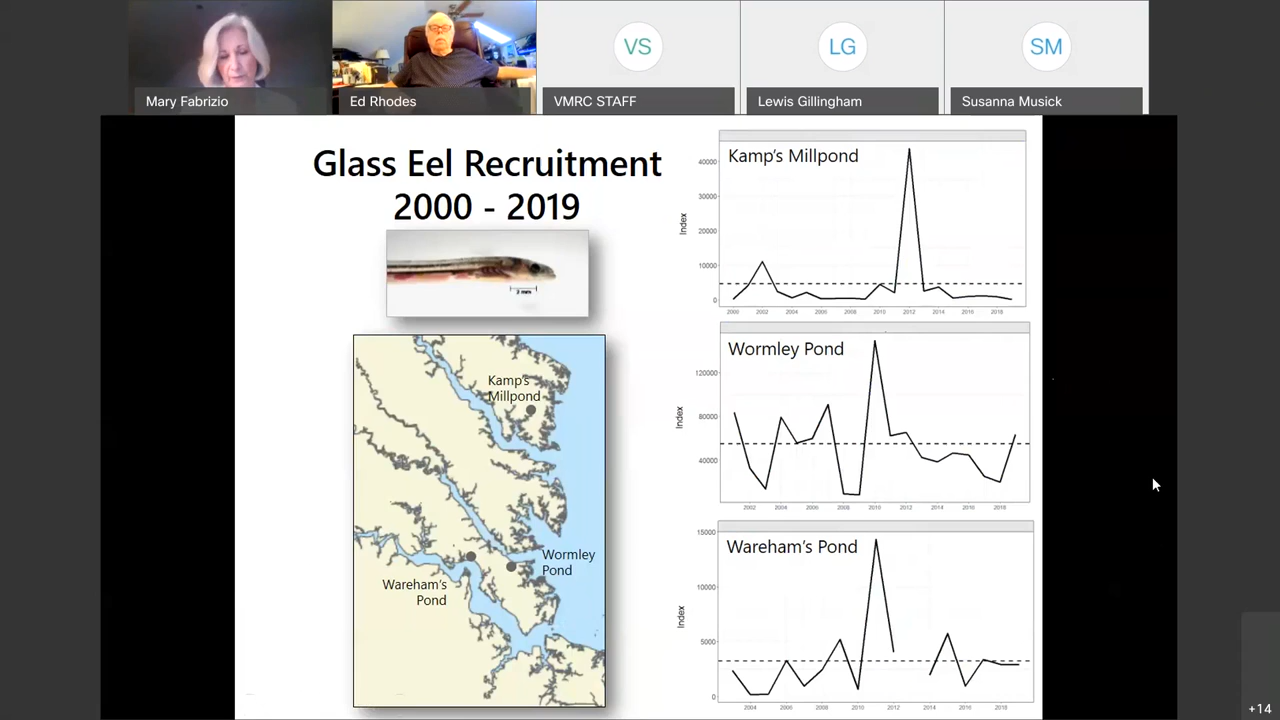 VS
LG
SM
Mary Fabrizio
Ed Rhodes
VMRC STAFF
Lewis Gillingham
Susanna Musick
Glass Eel Recruitment
2000 - 2019
2 mm
Kamp's
Millpond
Wormley
Pond
Wareham's
Pond
Kamp's Millpond
Index
40000
30000
20000
10000
0
2000 2002 2004 2006 2008 2010 2012 2014 2016 2018
Wormley Pond
Index
120000
80000
40000
2002 2004 2006 2008 2010 2012 2014 2016 2018
Wareham's Pond
Index
15000
10000
5000
0
2004 2006 2008 2010 2012 2014 2016 2018
+14